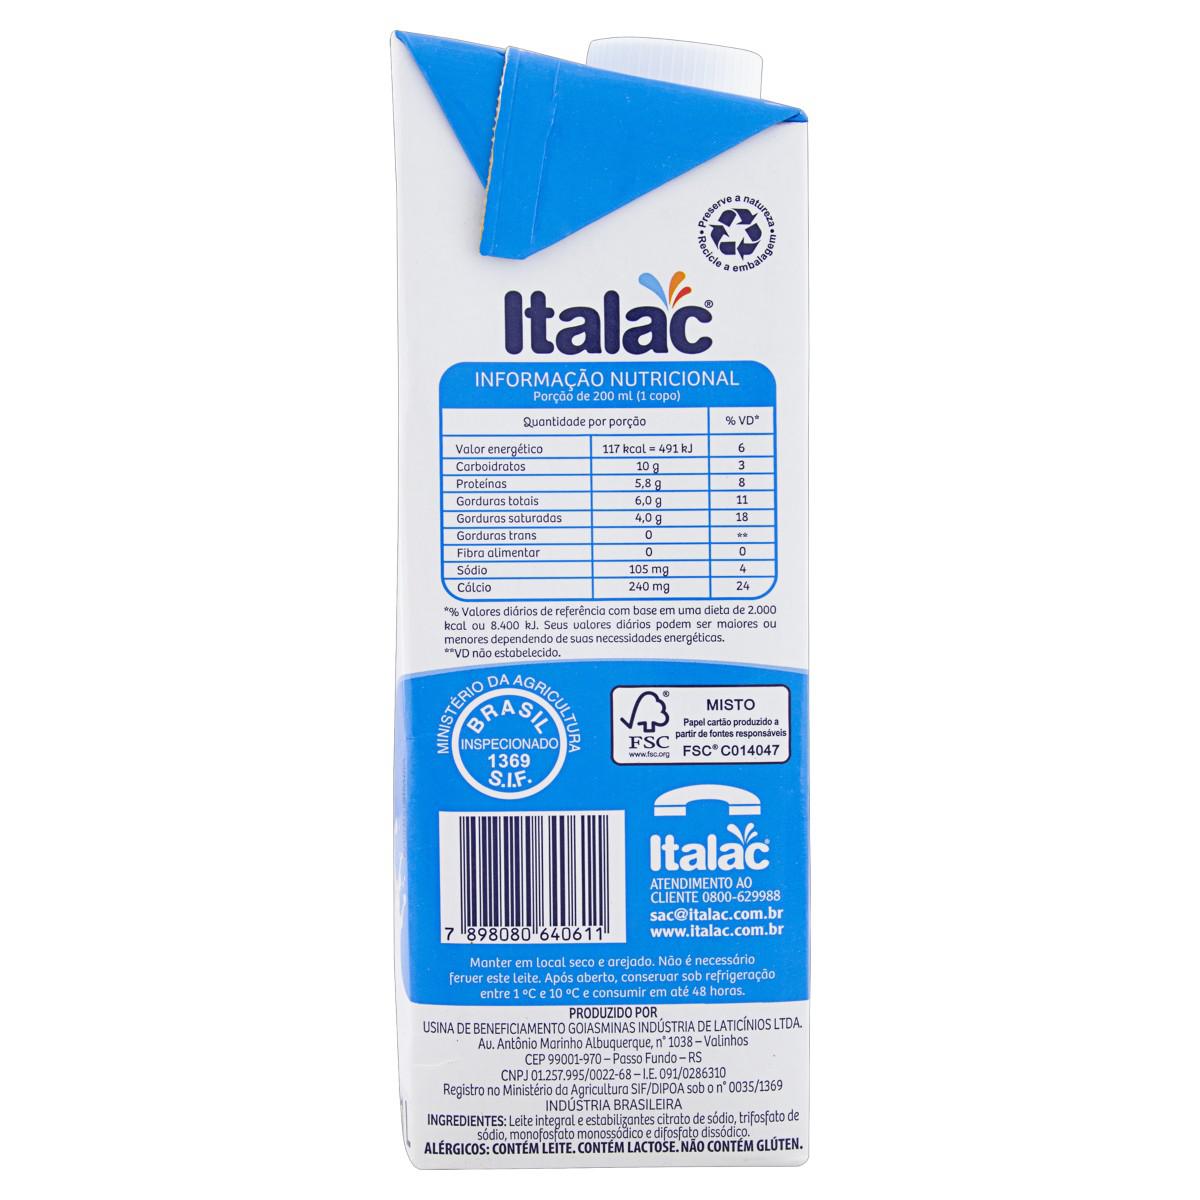 Preserve a natureza
Recicle a embalagem
Italac®
INFORMAÇÃO NUTRICIONAL
Porção de 200 ml (1 copo)
Quantidade por porção % VD*
Valor energético 117 kcal = 491 kJ 6
Carboidratos 10 g 3
Proteínas 5,8 g 8
Gorduras totais 6,0 g 11
Gorduras saturadas 4,0 g 18
Gorduras trans 0 **
Fibra alimentar 0 0
Sódio 105 mg 4
Cálcio 240 mg 24
*% Valores diários de referência com base em uma dieta de 2.000
kcal ou 8.400 kJ. Seus valores diários podem ser maiores ou
menores dependendo de suas necessidades energéticas.
**VD não estabelecido.
MINISTÉRIO DA AGRICULTURA
BRASIL
INSPECIONADO
1369
S.I.F.
FSC®
www.fsc.org
MISTO
Papel cartão produzido a
partir de fontes responsáveis
FSC® C014047
7 898080 640611
Italac®
ATENDIMENTO AO
CLIENTE 0800-629988
sac@italac.com.br
www.italac.com.br
Manter em local seco e arejado. Não é necessário
ferver este leite. Após aberto, conservar sob refrigeração
entre 1 ºC e 10 ºC e consumir em até 48 horas.
PRODUZIDO POR
USINA DE BENEFICIAMENTO GOIASMINAS INDÚSTRIA DE LATICÍNIOS LTDA.
Av. Antônio Marinho Albuquerque, n° 1038 – Valinhos
CEP 99001-970 – Passo Fundo – RS
CNPJ 01.257.995/0022-68 – I.E. 091/0286310
Registro no Ministério da Agricultura SIF/DIPOA sob o n° 0035/1369
INDÚSTRIA BRASILEIRA
INGREDIENTES: Leite integral e estabilizantes citrato de sódio, trifosfato de
sódio, monofosfato monossódico e difosfato dissódico.
ALÉRGICOS: CONTÉM LEITE. CONTÉM LACTOSE. NÃO CONTÉM GLÚTEN.